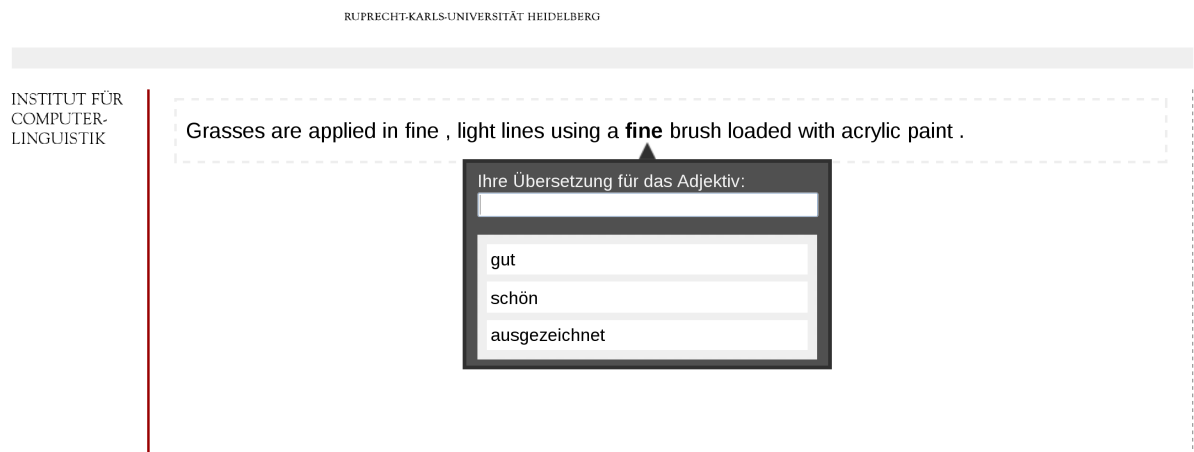 RUPRECHT-KARLS-UNIVERSITÄT HEIDELBERG
INSTITUT FÜR
COMPUTER-
LINGUISTIK
Grasses are applied in fine , light lines using a fine brush loaded with acrylic paint .
Ihre Übersetzung für das Adjektiv:
gut
schön
ausgezeichnet